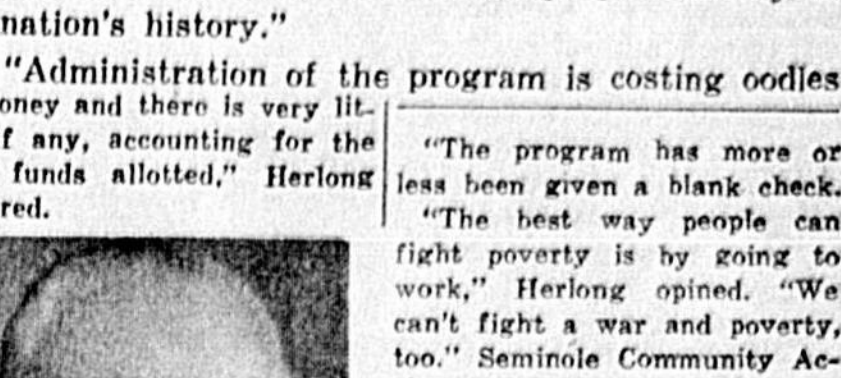 nation's history."
"Administration of the program is costing oodles
oney and there is very lit-
f any, accounting for the
funds allotted," Herlong
red.
"The program has more or
less been given a blank check.
"The best way people can
fight poverty is by going to
work," Herlong opined. "We
can't fight a war and poverty,
too." Seminole Community Ac-